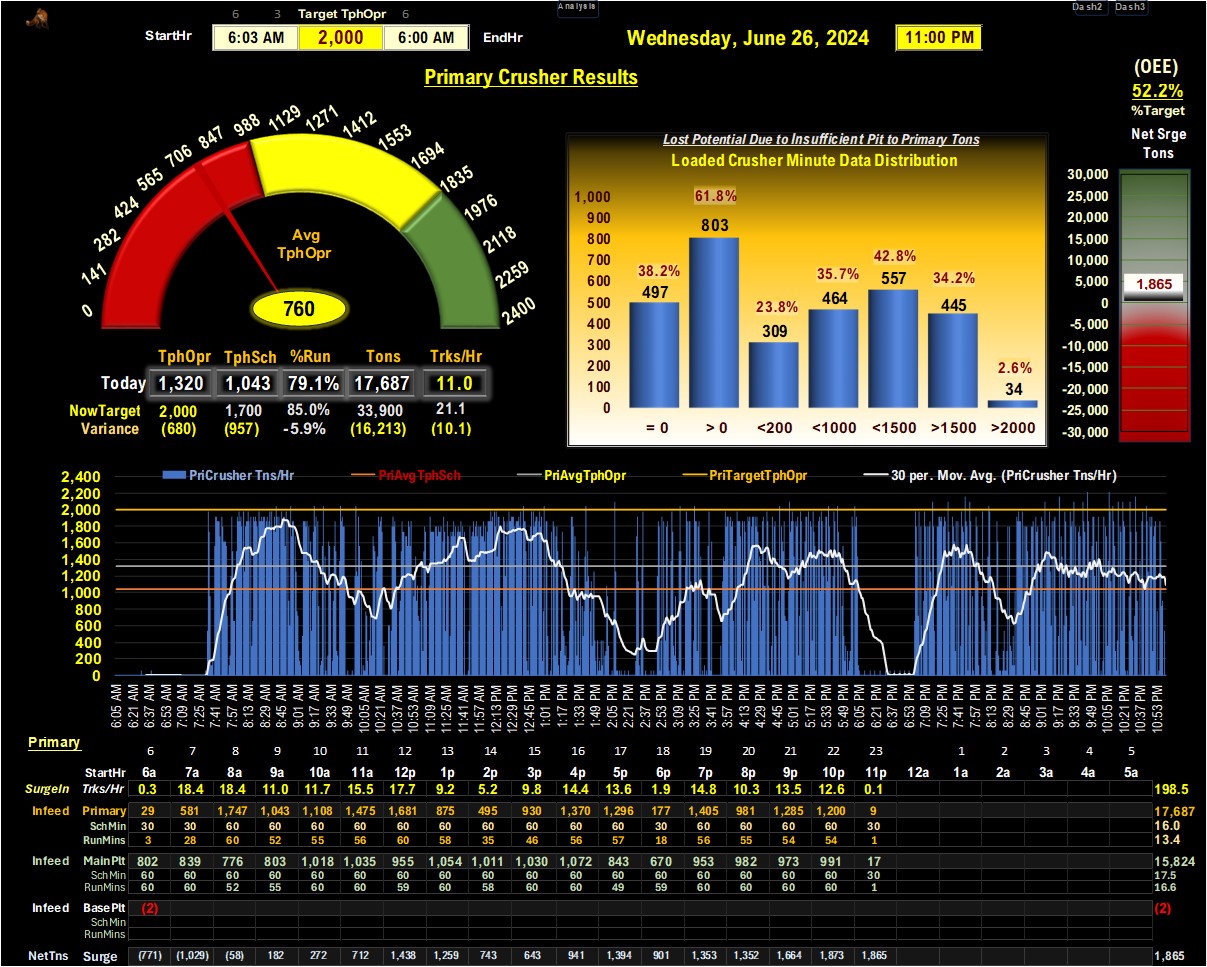 Analysis Dash2 Dash3
6 3 Target TphOpr 6
StartHr 6:03 AM 2,000 6:00 AM EndHr Wednesday, June 26, 2024 11:00 PM
Primary Crusher Results
(OEE)
52.2%
%Target
Net Srge
Tons
0 141 282 424 565 706 847 988 1129 1271 1412 1553 1694 1835 1976 2118 2259 2400
Avg
TphOpr
760
TphOpr TphSch %Run Tons Trks/Hr
Today 1,320 1,043 79.1% 17,687 11.0
NowTarget 2,000 1,700 85.0% 33,900 21.1
Variance (680) (957) -5.9% (16,213) (10.1)
Lost Potential Due to Insufficient Pit to Primary Tons
Loaded Crusher Minute Data Distribution
1,000
900
800
700
600
500
400
300
200
100
0
38.2% 61.8% 23.8% 35.7% 42.8% 34.2% 2.6%
497 803 309 464 557 445 34
= 0 > 0 <200 <1000 <1500 >1500 >2000
30,000
25,000
20,000
15,000
10,000
5,000
0
-5,000
-10,000
-15,000
-20,000
-25,000
-30,000
1,865
PriCrusher Tns/Hr PriAvgTphSch PriAvgTphOpr PriTargetTphOpr 30 per. Mov. Avg. (PriCrusher Tns/Hr)
2,400
2,200
2,000
1,800
1,600
1,400
1,200
1,000
800
600
400
200
0
6:05 AM 6:21 AM 6:37 AM 6:53 AM 7:09 AM 7:25 AM 7:41 AM 7:57 AM 8:13 AM 8:29 AM 8:45 AM 9:01 AM 9:17 AM 9:33 AM 9:49 AM 10:05 AM 10:21 AM 10:37 AM 10:53 AM 11:09 AM 11:25 AM 11:41 AM 11:57 AM 12:13 PM 12:29 PM 12:45 PM 1:01 PM 1:17 PM 1:33 PM 1:49 PM 2:05 PM 2:21 PM 2:37 PM 2:53 PM 3:09 PM 3:25 PM 3:41 PM 3:57 PM 4:13 PM 4:29 PM 4:45 PM 5:01 PM 5:17 PM 5:33 PM 5:49 PM 6:05 PM 6:21 PM 6:37 PM 6:53 PM 7:09 PM 7:25 PM 7:41 PM 7:57 PM 8:13 PM 8:29 PM 8:45 PM 9:01 PM 9:17 PM 9:33 PM 9:49 PM 10:05 PM 10:21 PM 10:37 PM 10:53 PM
Primary 6 7 8 9 10 11 12 13 14 15 16 17 18 19 20 21 22 23 1 2 3 4 5
StartHr 6a 7a 8a 9a 10a 11a 12p 1p 2p 3p 4p 5p 6p 7p 8p 9p 10p 11p 12a 1a 2a 3a 4a 5a
SurgeIn Trks/Hr 0.3 18.4 18.4 11.0 11.7 15.5 17.7 9.2 5.2 9.8 14.4 13.6 1.9 14.8 10.3 13.5 12.6 0.1 198.5
Infeed Primary 29 581 1,747 1,043 1,108 1,475 1,681 875 495 930 1,370 1,296 177 1,405 981 1,285 1,200 9 17,687
SchMin 30 30 60 60 60 60 60 60 60 60 60 60 30 60 60 60 60 30 16.0
RunMins 3 28 60 52 55 56 60 58 35 46 56 57 18 56 55 54 54 1 13.4
Infeed MainPlt 802 839 776 803 1,018 1,035 955 1,054 1,011 1,030 1,072 843 670 953 982 973 991 17 15,824
SchMin 60 60 60 60 60 60 60 60 60 60 60 60 60 60 60 60 60 30 17.5
RunMins 60 60 52 55 60 60 59 60 58 60 60 49 59 60 60 60 60 1 16.6
Infeed BasePlt (2) (2)
SchMin
RunMins
NetTns Surge (771) (1,029) (58) 182 272 712 1,438 1,259 743 643 941 1,394 901 1,353 1,352 1,664 1,873 1,865 1,865